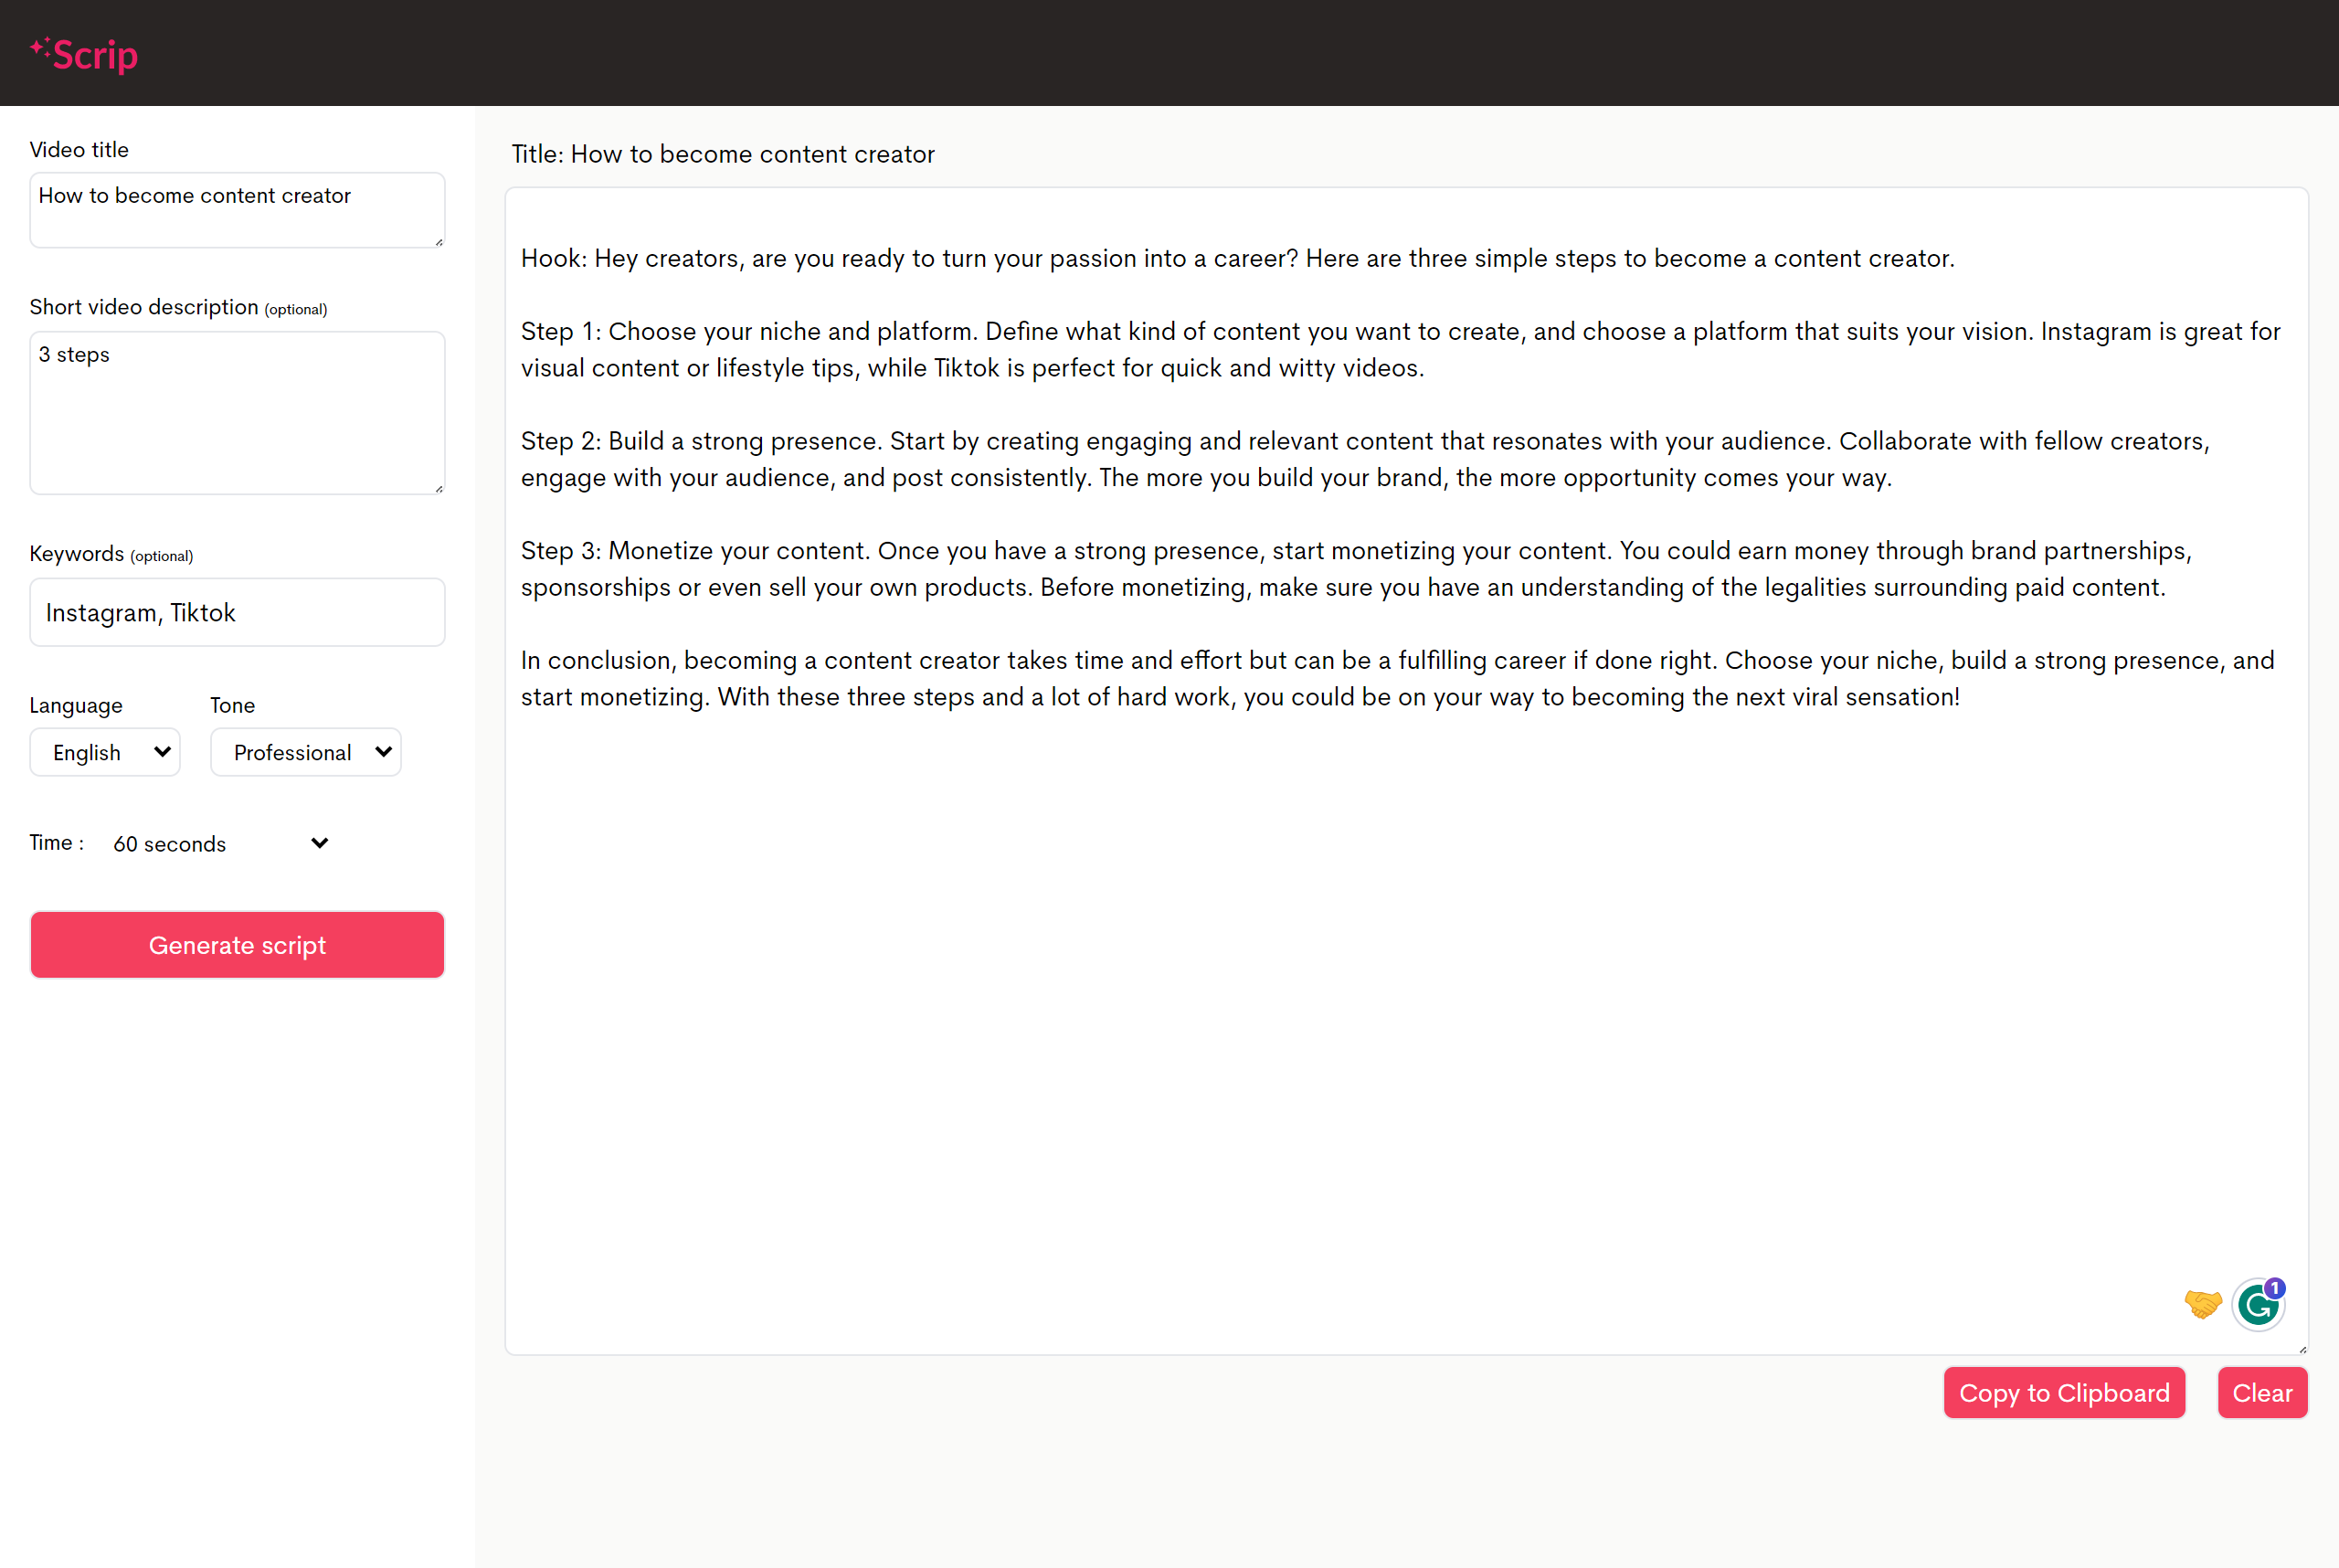 Scrip
Video title
How to become content creator
Short video description (optional)
3 steps
Keywords (optional)
Instagram, Tiktok
Language
Tone
English
Professional
Time :
60 seconds
Generate script
Title: How to become content creator
Hook: Hey creators, are you ready to turn your passion into a career? Here are three simple steps to become a content creator.
Step 1: Choose your niche and platform. Define what kind of content you want to create, and choose a platform that suits your vision. Instagram is great for
visual content or lifestyle tips, while Tiktok is perfect for quick and witty videos.
Step 2: Build a strong presence. Start by creating engaging and relevant content that resonates with your audience. Collaborate with fellow creators,
engage with your audience, and post consistently. The more you build your brand, the more opportunity comes your way.
Step 3: Monetize your content. Once you have a strong presence, start monetizing your content. You could earn money through brand partnerships,
sponsorships or even sell your own products. Before monetizing, make sure you have an understanding of the legalities surrounding paid content.
In conclusion, becoming a content creator takes time and effort but can be a fulfilling career if done right. Choose your niche, build a strong presence, and
start monetizing. With these three steps and a lot of hard work, you could be on your way to becoming the next viral sensation!
1
Copy to Clipboard
Clear